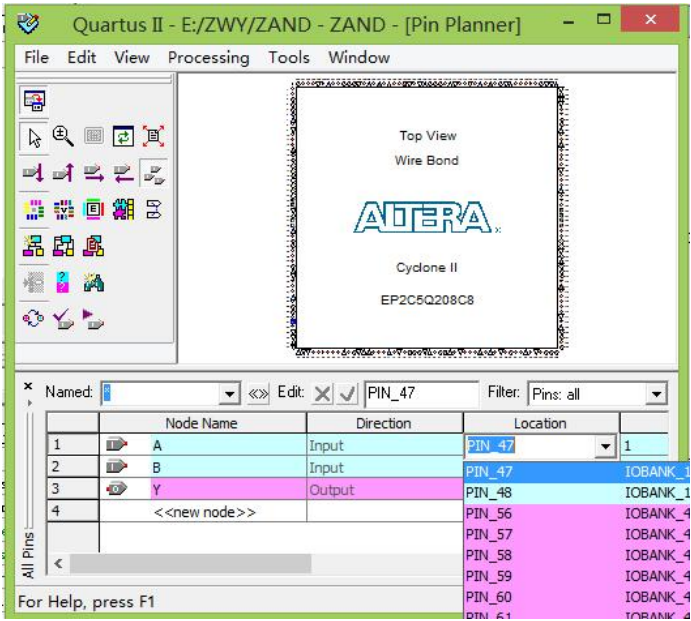 Quartus II - E:/ZWY/ZAND - ZAND - [Pin Planner]
File Edit View Processing Tools Window
Top View
Wire Bond
ALTERA
Cyclone II
EP2C5Q208C8
Named: * Edit: PIN_47 Filter: Pins: all
Node Name Direction Location
1 A Input PIN_47 1
2 B Input PIN_47 IOBANK_1
3 Y Output PIN_48 IOBANK_1
4 <<new node>> PIN_56 IOBANK_4
PIN_57 IOBANK_4
PIN_58 IOBANK_4
PIN_59 IOBANK_4
PIN_60 IOBANK_4
PIN_61 IOBANK_4
All Pins
For Help, press F1